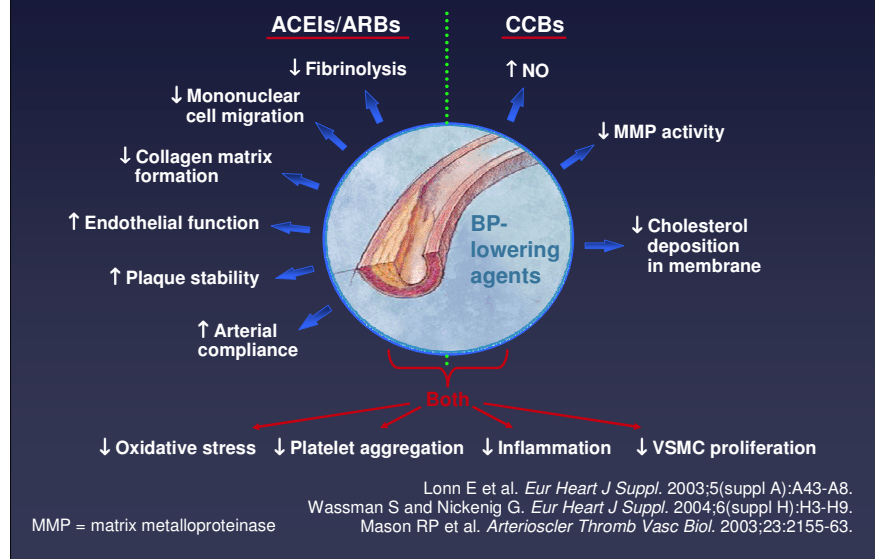 ACEIs/ARBs
CCBs
↓ Fibrinolysis
↓ Mononuclear
cell migration
↓ Collagen matrix
formation
↑ Endothelial function
↑ Plaque stability
↑ Arterial
compliance
↑ NO
↓ MMP activity
↓ Cholesterol
deposition
in membrane
BP-
lowering
agents
Both
↓ Oxidative stress
↓ Platelet aggregation
↓ Inflammation
↓ VSMC proliferation
Lonn E et al. Eur Heart J Suppl. 2003;5(suppl A):A43-A8.
Wassman S and Nickenig G. Eur Heart J Suppl. 2004;6(suppl H):H3-H9.
Mason RP et al. Arterioscler Thromb Vasc Biol. 2003;23:2155-63.
MMP = matrix metalloproteinase